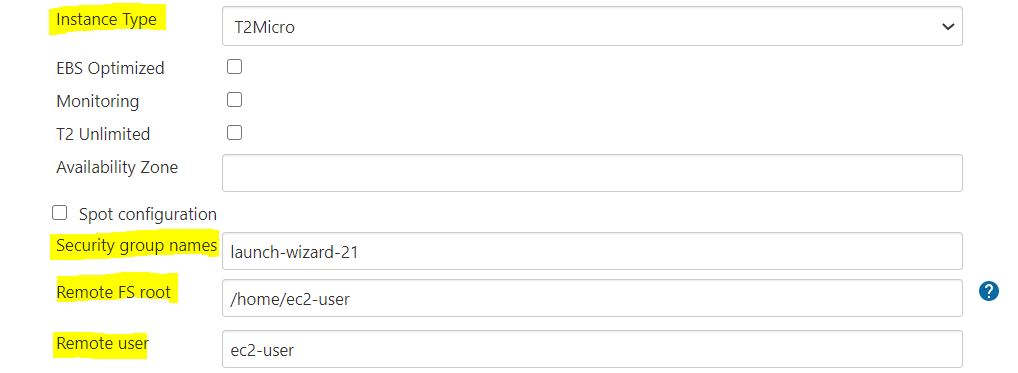 Instance Type
T2Micro
EBS Optimized
Monitoring
T2 Unlimited
Availability Zone
Spot configuration
Security group names
launch-wizard-21
Remote FS root
/home/ec2-user
?
Remote user
ec2-user